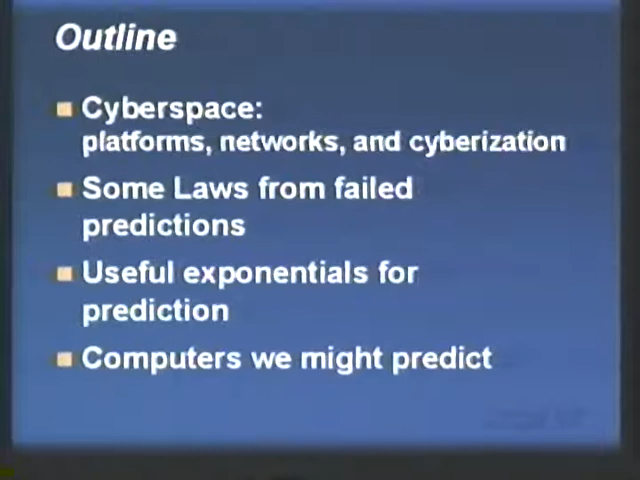 Outline
Cyberspace:
platforms, networks, and cyberization
Some Laws from failed
predictions
Useful exponentials for
prediction
Computers we might predict